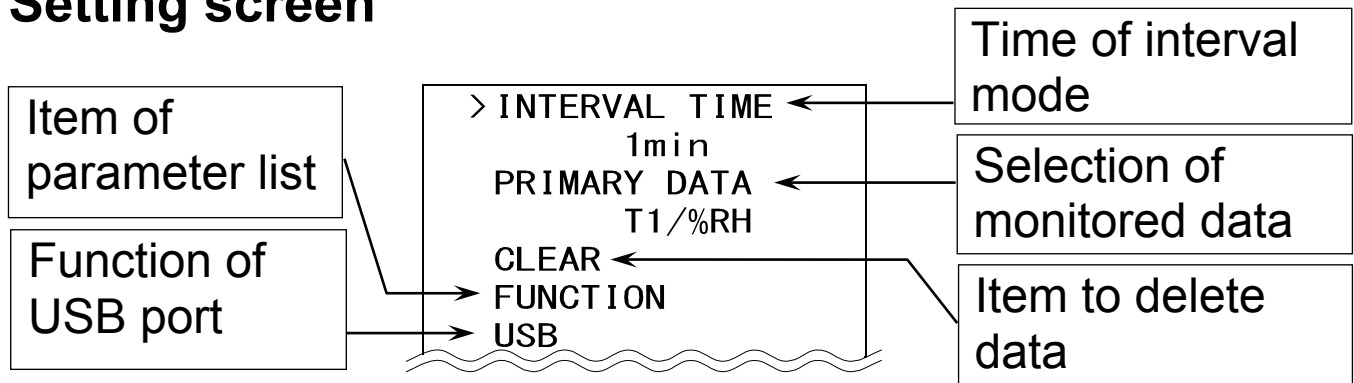 Setting screen
Time of interval
mode
Item of
parameter list
>INTERVAL TIME
1min
PRIMARY DATA
T1/%RH
CLEAR
FUNCTION
USB
Selection of
monitored data
Function of
USB port
Item to delete
data